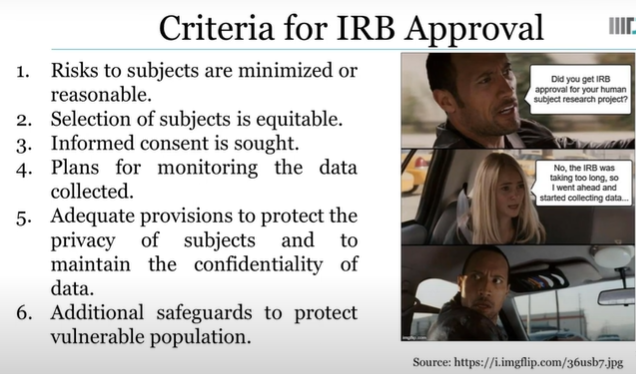 Criteria for IRB Approval
1. Risks to subjects are minimized or
reasonable.
2. Selection of subjects is equitable.
3. Informed consent is sought.
4. Plans for monitoring the data
collected.
5. Adequate provisions to protect the
privacy of subjects and to
maintain the confidentiality of
data.
6. Additional safeguards to protect
vulnerable population.
Did you get IRB
approval for your human
subject research project?
No, the IRB was
taking too long, so
I went ahead and
started collecting data...
imgflip.com
Source: https://i.imgflip.com/36usb7.jpg